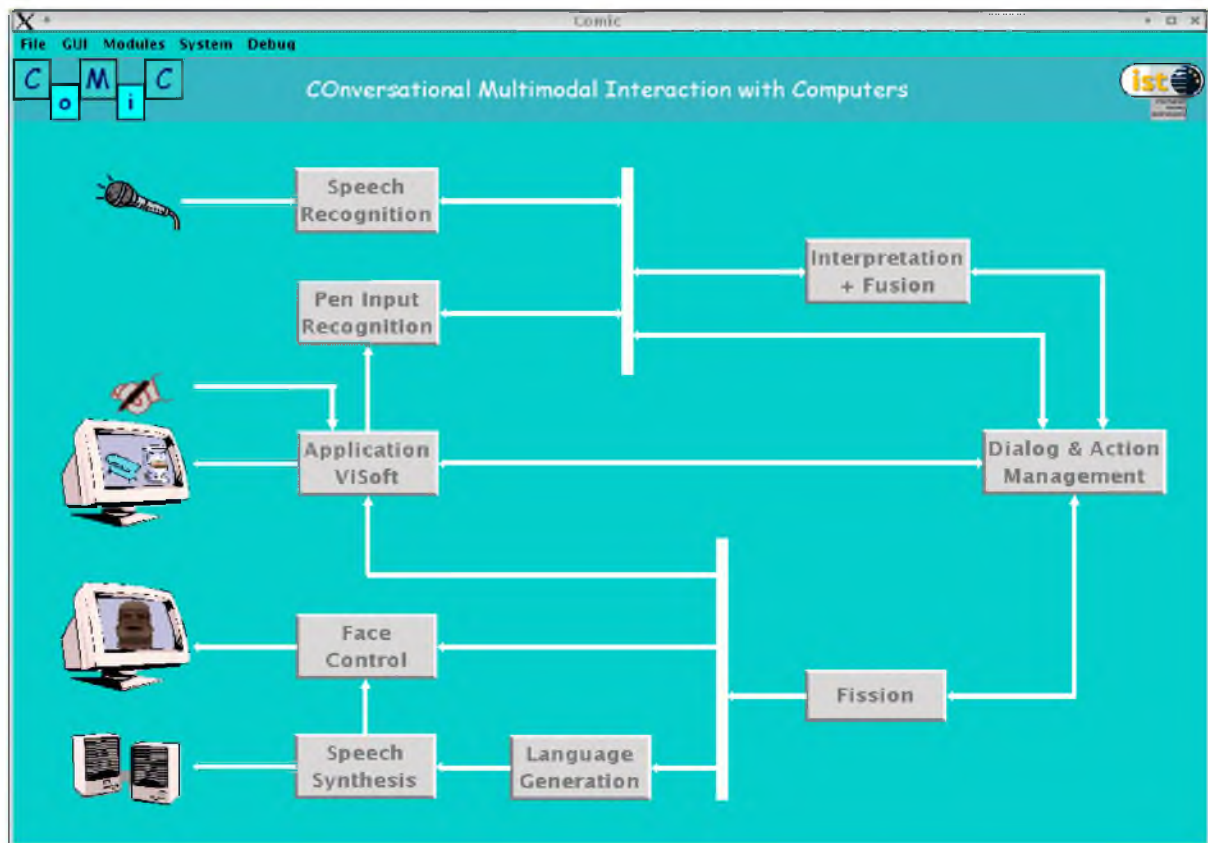 Comic
File GUI Modules System Debug
C o M i C
COnversational Multimodal Interaction with Computers
ist
Speech
Recognition
Interpretation
+ Fusion
Pen Input
Recognition
Application
ViSoft
Dialog & Action
Management
Face
Control
Fission
Speech
Synthesis
Language
Generation